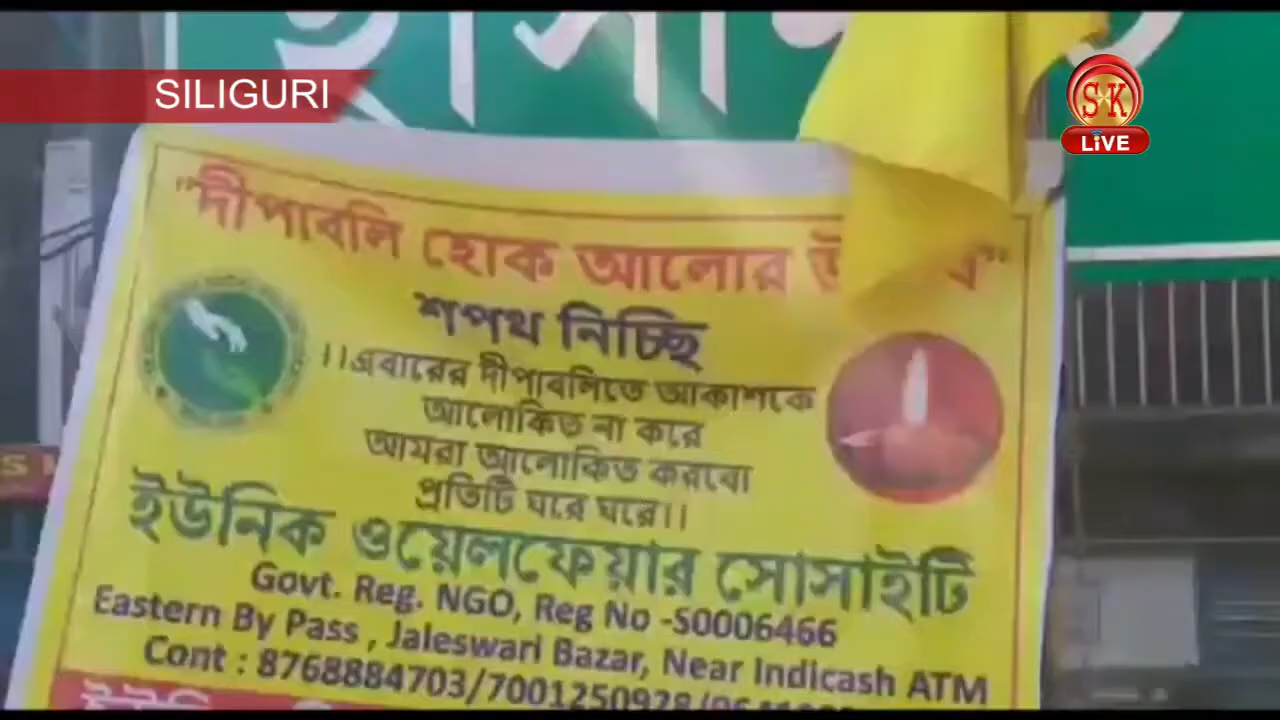 SILIGURI
SK
LIVE
"দীপাবলি হোক আলোর
শপথ নিচ্ছি
।।এবারের দীপাবলিতে আকাশকে
আলোকিত না করে
আমরা আলোকিত করবো
প্রতিটি ঘরে ঘরে।।
ইউনিক ওয়েলফেয়ার সোসাইটি
Govt. Reg. NGO, Reg No -S0006466
Eastern By Pass , Jaleswari Bazar, Near Indicash ATM
Cont : 8768884703/7001250928/